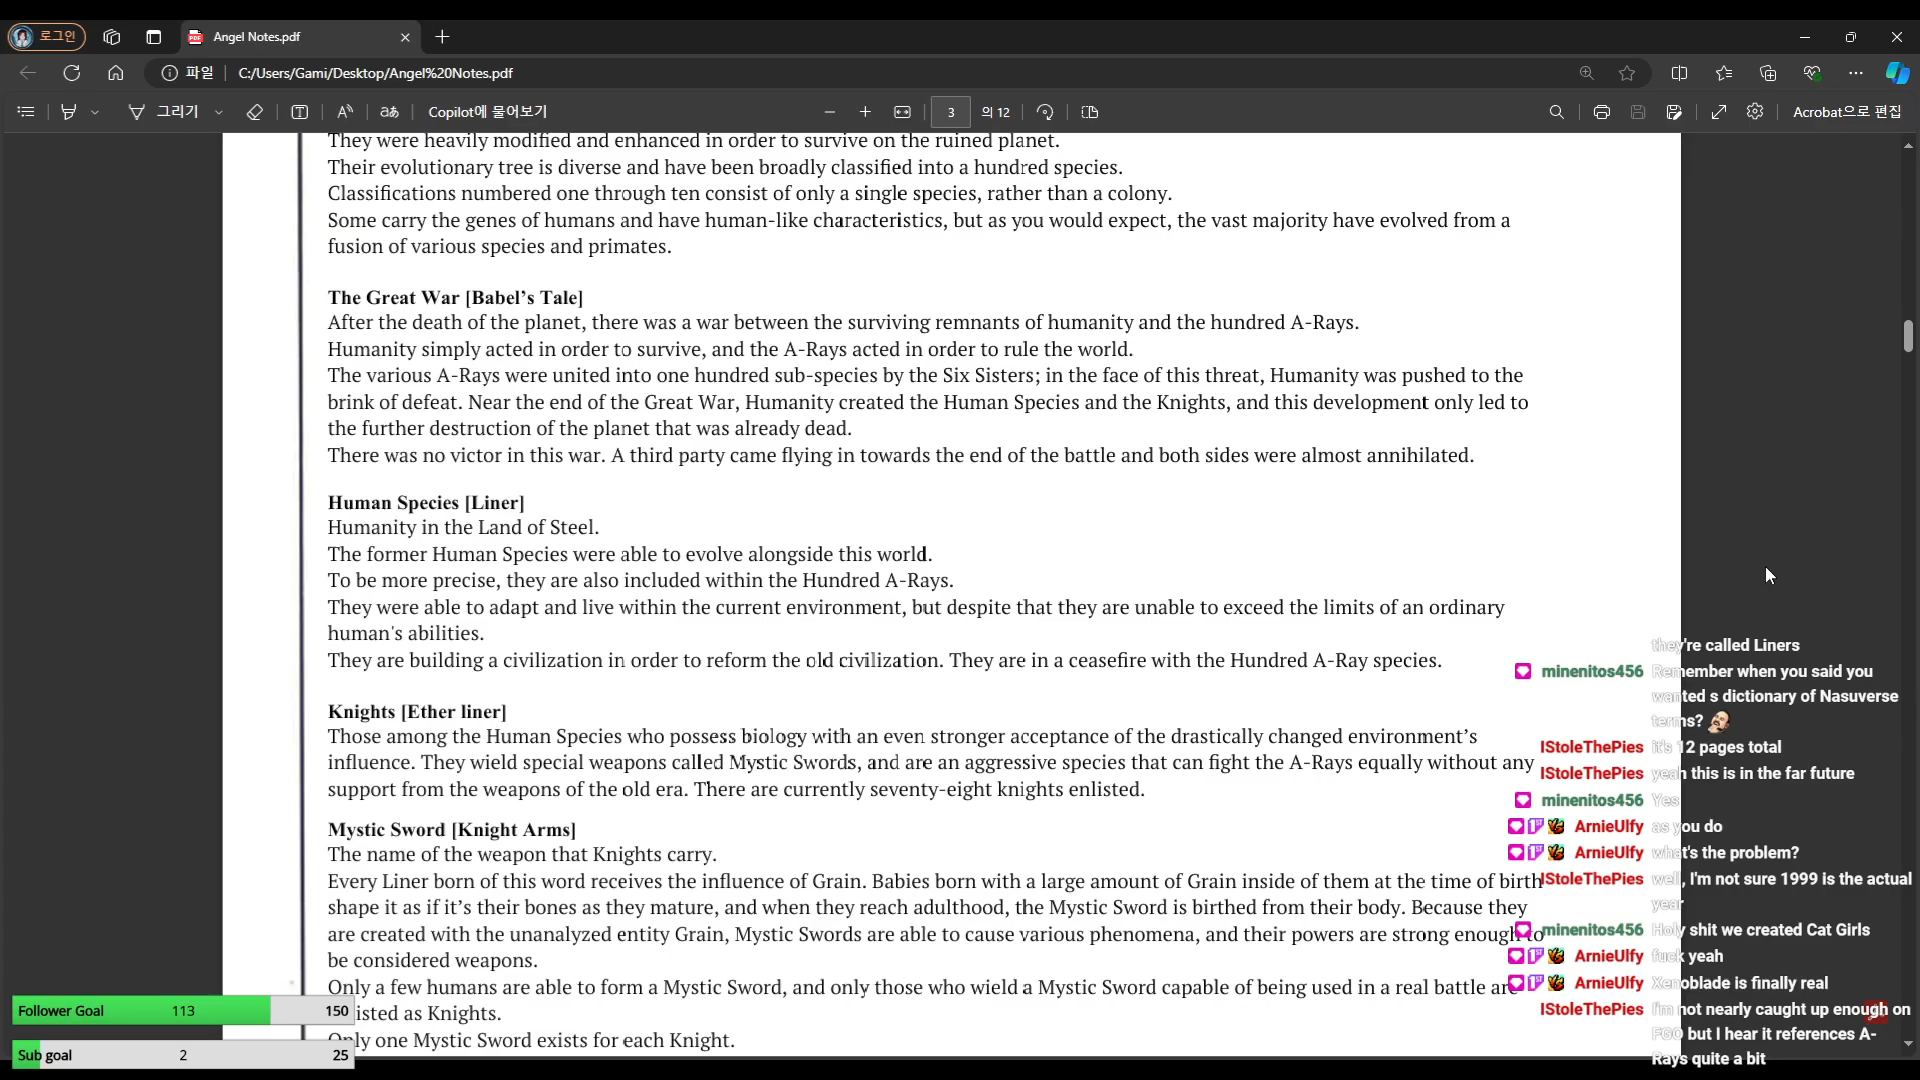 로그인
Angel Notes.pdf
파일
C:/Users/Gami/Desktop/Angel%20Notes.pdf
그리기
aあ
Copilot에 물어보기
3 의 12
Acrobat으로 편집
They were heavily modified and enhanced in order to survive on the ruined planet.
Their evolutionary tree is diverse and have been broadly classified into a hundred species.
Classifications numbered one through ten consist of only a single species, rather than a colony.
Some carry the genes of humans and have human-like characteristics, but as you would expect, the vast majority have evolved from a
fusion of various species and primates.
The Great War [Babel's Tale]
After the death of the planet, there was a war between the surviving remnants of humanity and the hundred A-Rays.
Humanity simply acted in order to survive, and the A-Rays acted in order to rule the world.
The various A-Rays were united into one hundred sub-species by the Six Sisters; in the face of this threat, Humanity was pushed to the
brink of defeat. Near the end of the Great War, Humanity created the Human Species and the Knights, and this development only led to
the further destruction of the planet that was already dead.
There was no victor in this war. A third party came flying in towards the end of the battle and both sides were almost annihilated.
Human Species [Liner]
Humanity in the Land of Steel.
The former Human Species were able to evolve alongside this world.
To be more precise, they are also included within the Hundred A-Rays.
They were able to adapt and live within the current environment, but despite that they are unable to exceed the limits of an ordinary
human's abilities.
They are building a civilization in order to reform the old civilization. They are in a ceasefire with the Hundred A-Ray species.
Knights [Ether liner]
Those among the Human Species who possess biology with an even stronger acceptance of the drastically changed environment's
influence. They wield special weapons called Mystic Swords, and are an aggressive species that can fight the A-Rays equally without any
support from the weapons of the old era. There are currently seventy-eight knights enlisted.
Mystic Sword [Knight Arms]
The name of the weapon that Knights carry.
Every Liner born of this word receives the influence of Grain. Babies born with a large amount of Grain inside of them at the time of birth
shape it as if it's their bones as they mature, and when they reach adulthood, the Mystic Sword is birthed from their body. Because they
are created with the unanalyzed entity Grain, Mystic Swords are able to cause various phenomena, and their powers are strong enough to
be considered weapons.
Only a few humans are able to form a Mystic Sword, and only those who wield a Mystic Sword capable of being used in a real battle are
isted as Knights.
Only one Mystic Sword exists for each Knight.
they're called Liners
minenitos456 Remember when you said you
wanted s dictionary of Nasuverse
terms?
IStoleThePies it's 12 pages total
IStoleThePies yeah this is in the far future
minenitos456 Yes
ArnieUlfy as you do
ArnieUlfy what's the problem?
IStoleThePies well, I'm not sure 1999 is the actual
year
minenitos456 Holy shit we created Cat Girls
ArnieUlfy fuck yeah
ArnieUlfy Xenoblade is finally real
IStoleThePies I'm not nearly caught up enough on
FGO but I hear it references A-
Rays quite a bit
Follower Goal 113 150
Sub goal 2 25